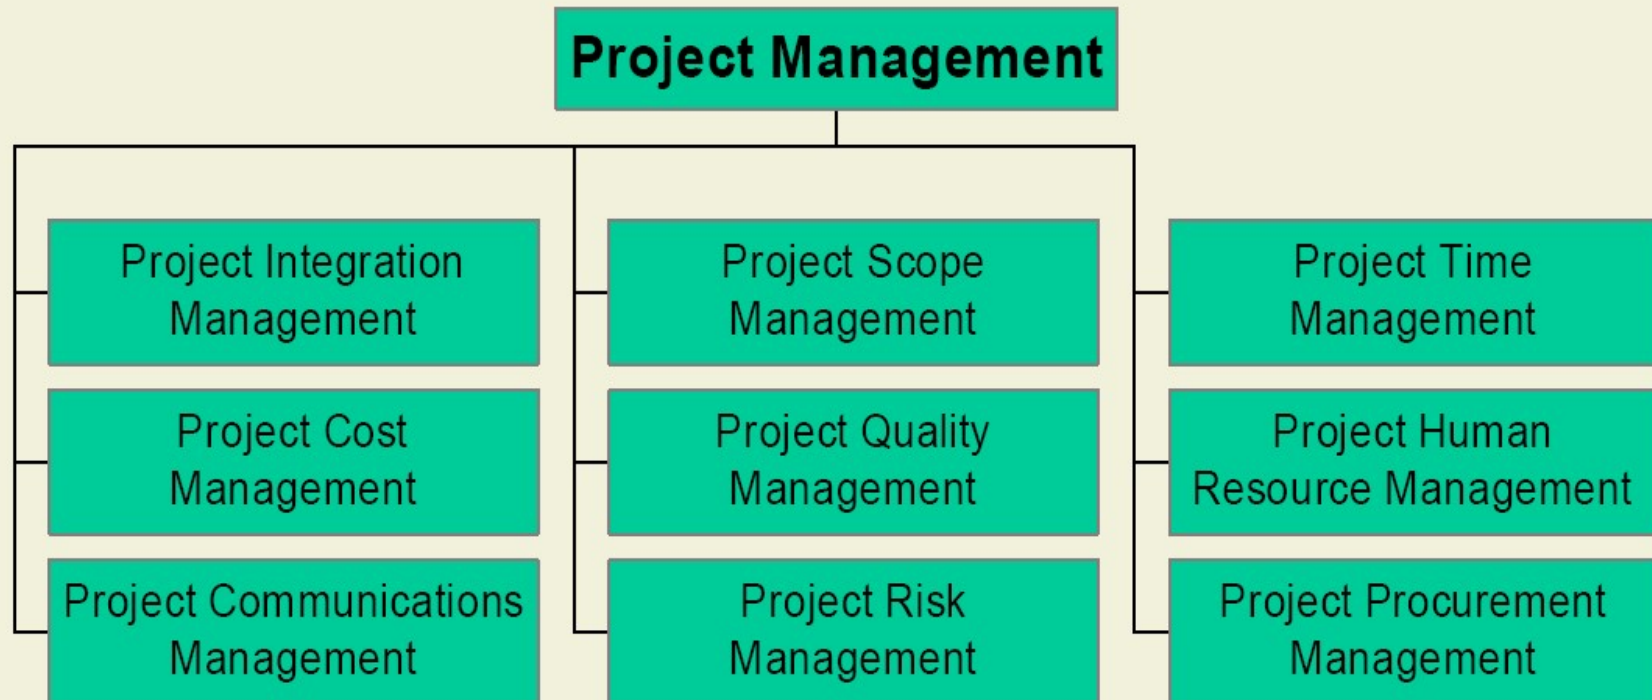 Project Management
Project Integration
Management
Project Scope
Management
Project Time
Management
Project Cost
Management
Project Quality
Management
Project Human
Resource Management
Project Communications
Management
Project Risk
Management
Project Procurement
Management